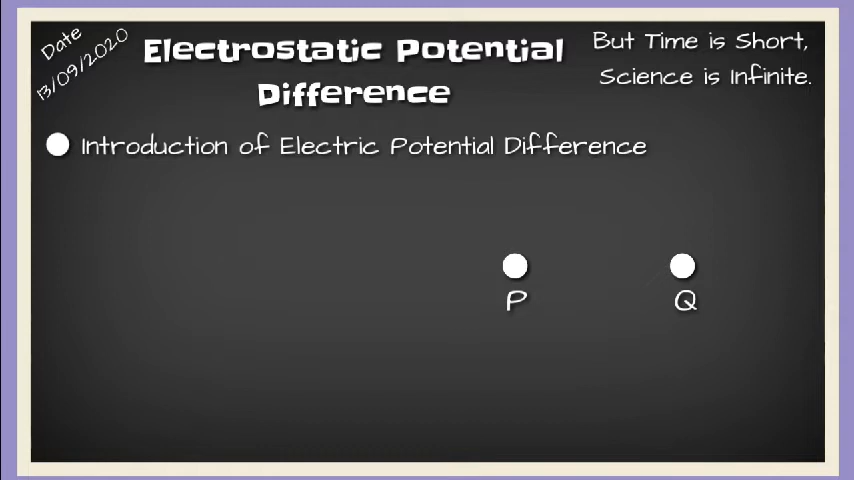 Date
13/09/2020
Electrostatic Potential
Difference
But Time is Short,
Science is Infinite.
Introduction of Electric Potential Difference
P
Q